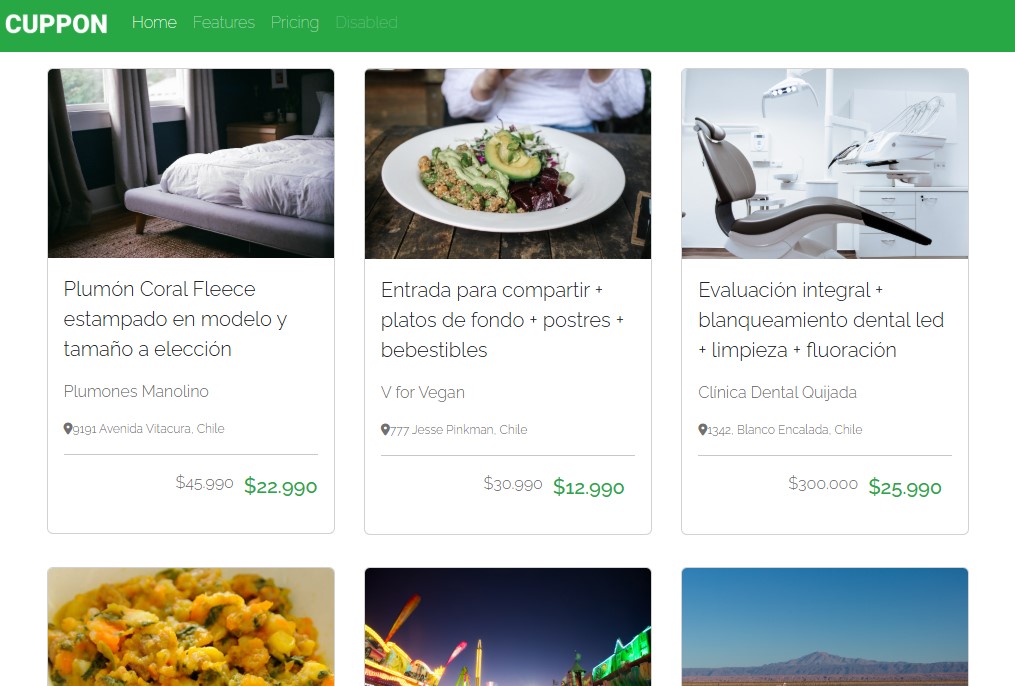 CUPPON Home Features Pricing Disabled
Plumón Coral Fleece
estampado en modelo y
tamaño a elección
Plumones Manolino
9191 Avenida Vitacura, Chile
$45.990 $22.990
Entrada para compartir +
platos de fondo + postres +
bebestibles
V for Vegan
777 Jesse Pinkman, Chile
$30.990 $12.990
Evaluación integral +
blanqueamiento dental led
+ limpieza + fluoración
Clínica Dental Quijada
1342, Blanco Encalada, Chile
$300.000 $25.990